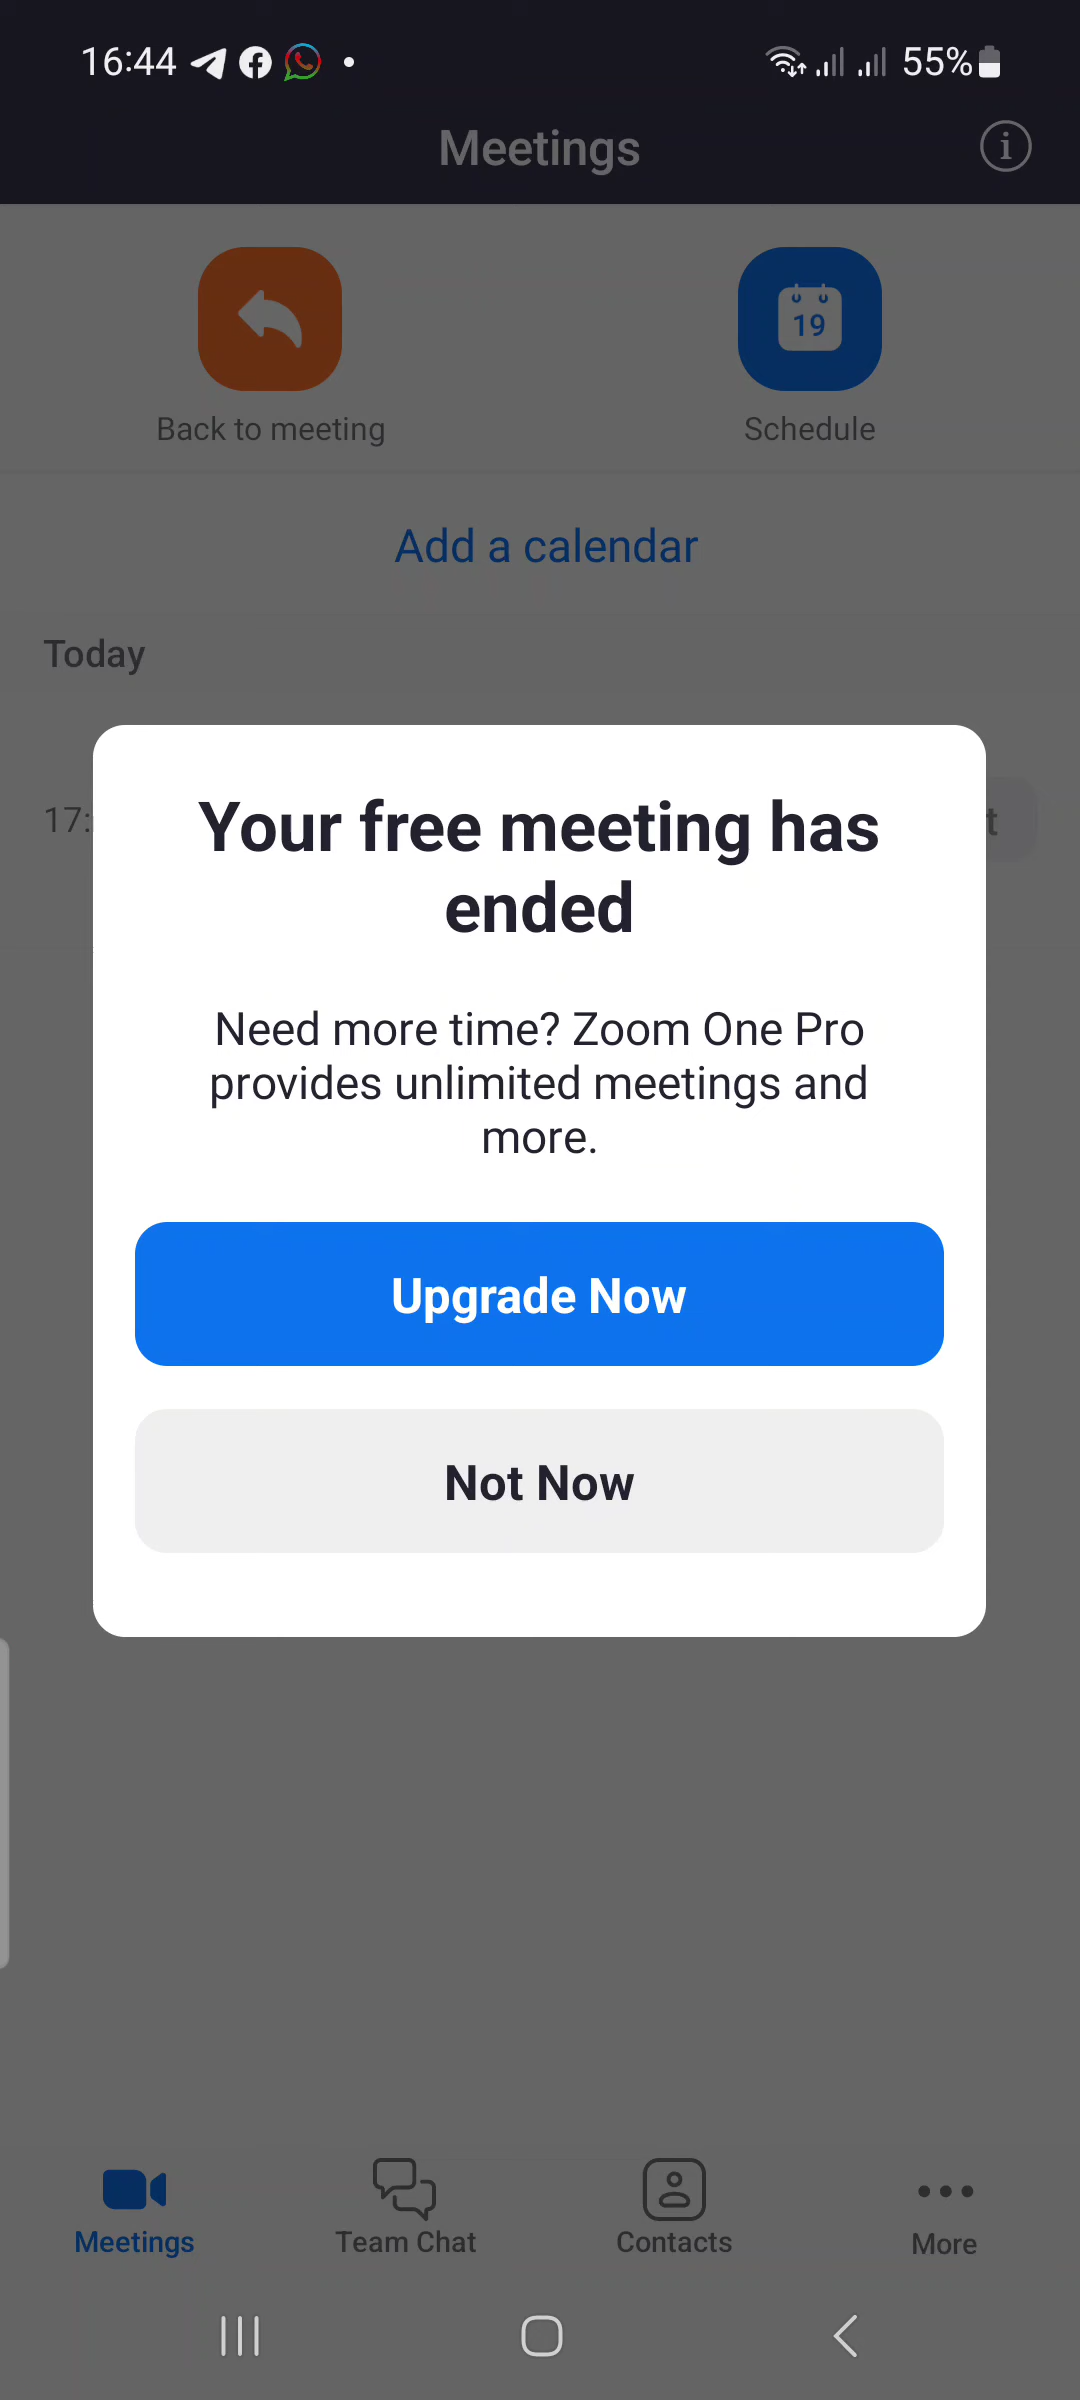 16:44
55%
Meetings
19
Back to meeting
Schedule
Add a calendar
Today
17:
t
Your free meeting has
ended
Need more time? Zoom One Pro
provides unlimited meetings and
more.
Upgrade Now
Not Now
Meetings
Team Chat
Contacts
More